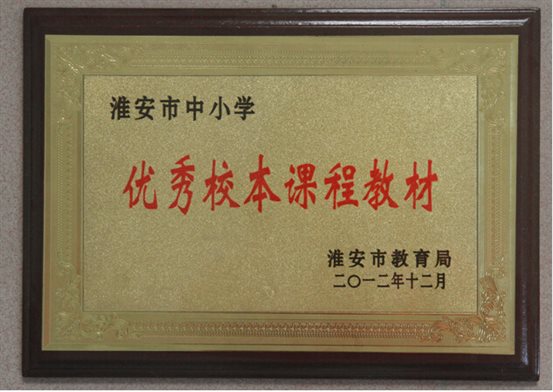 淮安市中小学
优秀校本课程教材
淮安市教育局
二〇一二年十二月